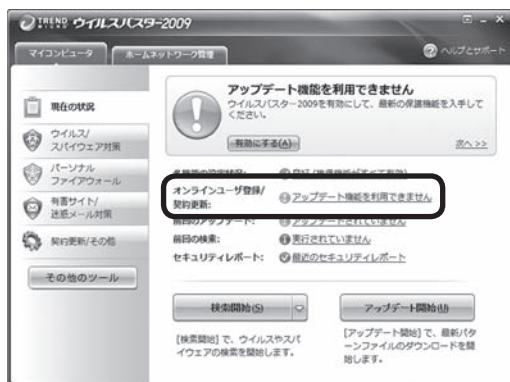 TREND MICRO ウイルスバスター2009
マイコンピュータ
ホームネットワーク管理
ヘルプとサポート
現在の状況
ウイルス/
スパイウェア対策
パーソナル
ファイアウォール
有害サイト/
迷惑メール対策
契約更新/その他
その他のツール
アップデート機能を利用できません
ウイルスバスター2009を有効にして、最新の保護機能を入手して
ください。
有効にする(A)
次へ >>
オンラインユーザ登録/
契約更新:
アップデート機能を利用できません
前回のアップデート:
アップデートされていません
前回の検索:
実行されていません
セキュリティレポート:
最近のセキュリティレポート
検索開始(S)
アップデート開始(U)
[検索開始] で、ウイルスやスパ
イウェアの検索を開始します。
[アップデート開始] で、最新パタ
ーンファイルのダウンロードを開
始します。